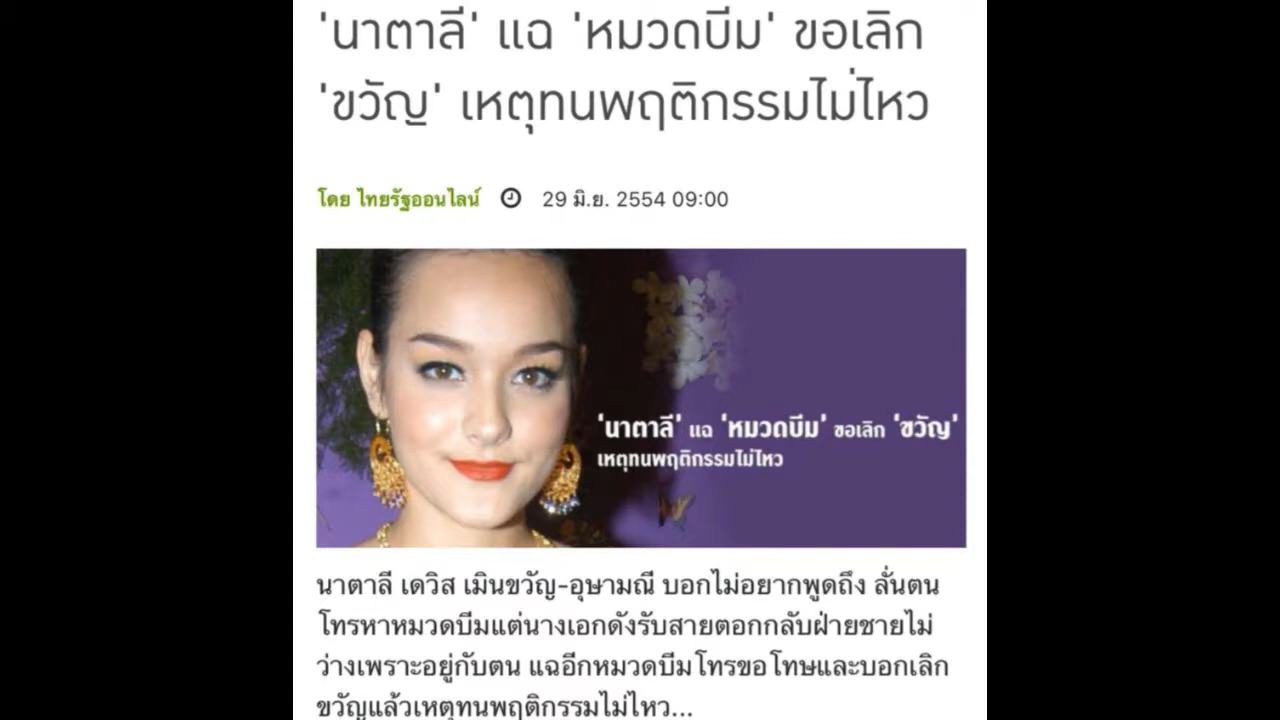 'นาตาลี' แฉ 'หมวดบีม' ขอเลิก
'ขวัญ' เหตุทนพฤติกรรมไม่ไหว
โดย ไทยรัฐออนไลน์ 29 มิ.ย. 2554 09:00
'นาตาลี' แฉ 'หมวดบีม' ขอเลิก 'ขวัญ'
เหตุทนพฤติกรรมไม่ไหว
นาตาลี เดวิส เมินขวัญ-อุษามณี บอกไม่อยากพูดถึง ลั่นตน
โทรหาหมวดบีมแต่นางเอกดังรับสายตอกกลับฝ่ายชายไม่
ว่างเพราะอยู่กับตน แฉอีกหมวดบีมโทรขอโทษและบอกเลิก
ขวัญแล้วเหตุทนพฤติกรรมไม่ไหว...